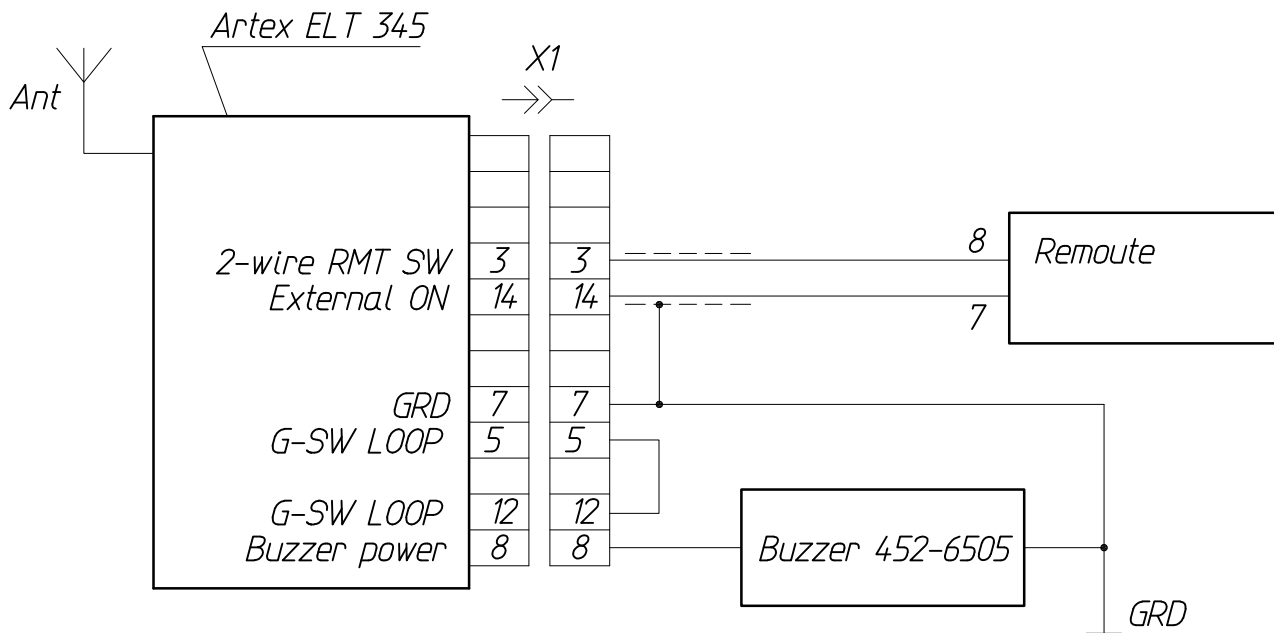 Artex ELT 345
X1
Ant
2-wire RMT SW 3 3 8 Remoute
External ON 14 14 7
GRD 7 7
G-SW LOOP 5 5
G-SW LOOP 12 12
Buzzer power 8 8 Buzzer 452-6505
GRD